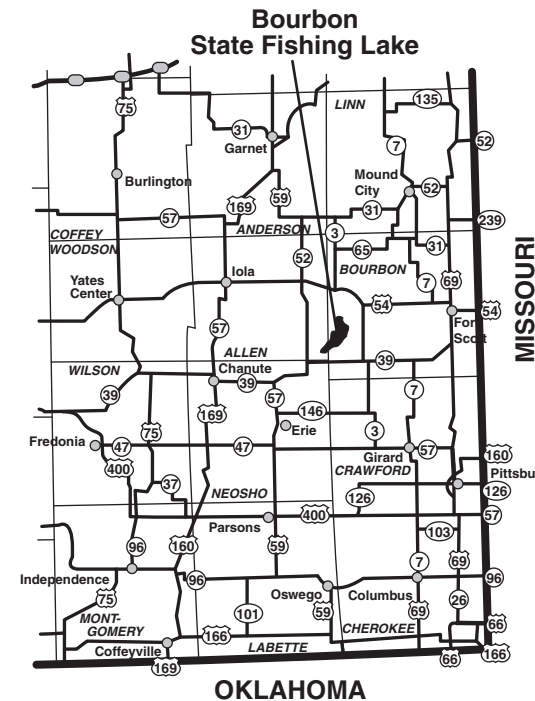 Bourbon
State Fishing Lake
LINN
135
75
31
7
52
Garnet
Mound
City
Burlington
52
169
59
31
57
239
ANDERSON
3
COFFEY
WOODSON
65
31
52
BOURBON
Iola
69
7
Yates
Center
54
54
Fort
Scott
57
MISSOURI
ALLEN
39
WILSON
Chanute
39
39
7
57
169
146
Erie
75
3
Fredonia
47
47
57
Girard
160
400
CRAWFORD
Pittsbu
37
126
126
NEOSHO
400
57
Parsons
103
96
160
59
7
69
Independence
96
96
Oswego
Columbus
75
101
59
69
26
MONT-
GOMERY
66
166
CHEROKEE
Coffeyville
LABETTE
66
166
169
OKLAHOMA